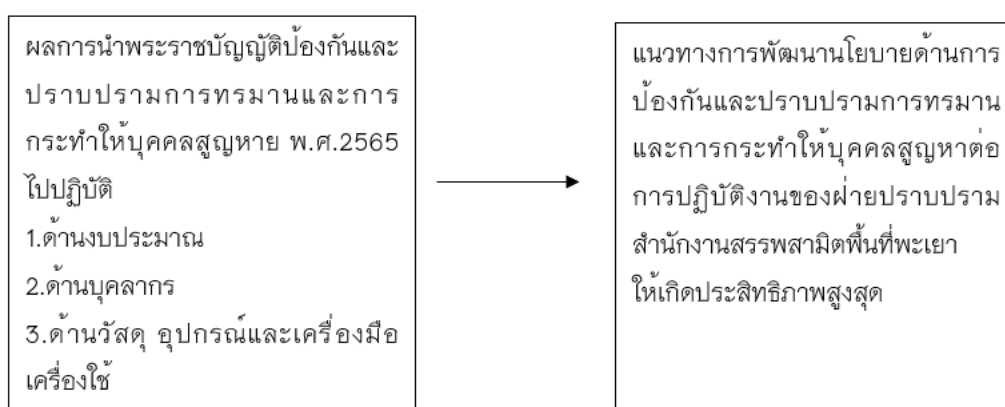 ผลการนำพระราชบัญญัติป้องกันและ
ปราบปรามการทรมานและการ
กระทำให้บุคคลสูญหาย พ.ศ.2565
ไปปฏิบัติ
1.ด้านงบประมาณ
2.ด้านบุคลากร
3.ด้านวัสดุ อุปกรณ์และเครื่องมือ
เครื่องใช้
แนวทางการพัฒนานโยบายด้านการ
ป้องกันและปราบปรามการทรมาน
และการกระทำให้บุคคลสูญหาต่อ
การปฏิบัติงานของฝ่ายปราบปราม
สำนักงานสรรพสามิตพื้นที่พะเยา
ให้เกิดประสิทธิภาพสูงสุด